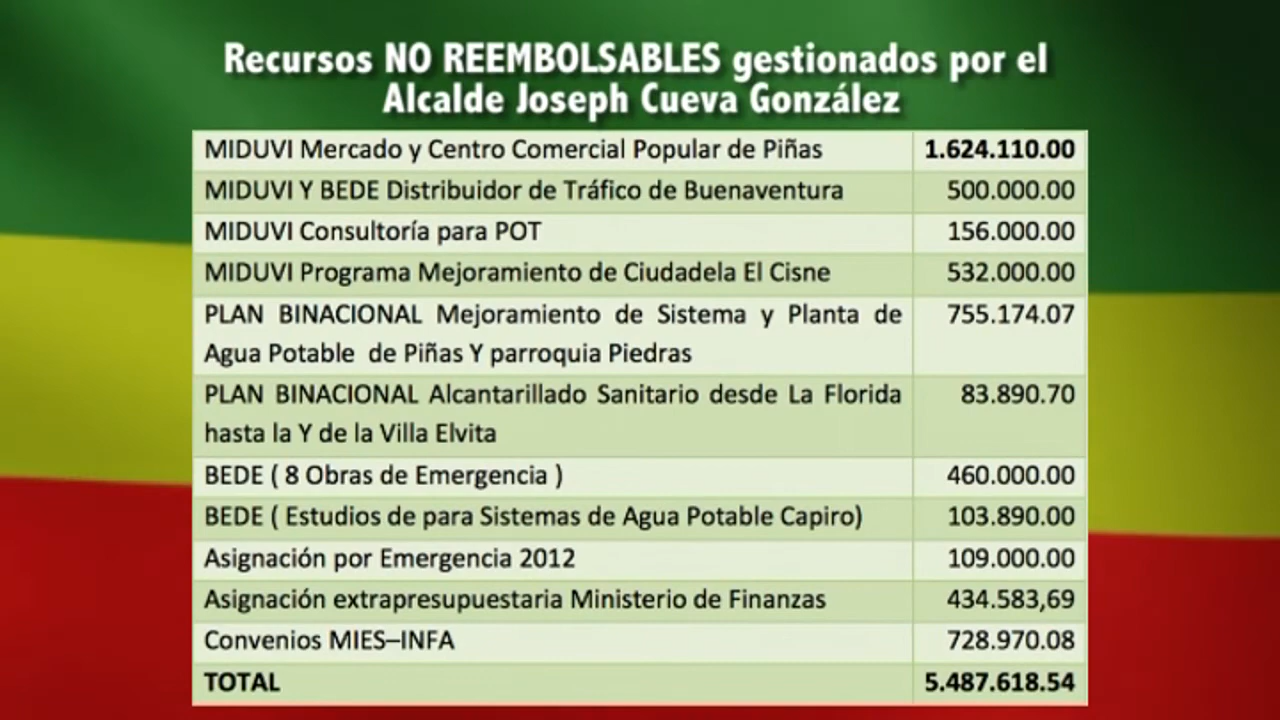 Recursos NO REEMBOLSABLES gestionados por el
Alcalde Joseph Cueva González
MIDUVI Mercado y Centro Comercial Popular de Piñas 1.624.110.00
MIDUVI Y BEDE Distribuidor de Tráfico de Buenaventura 500.000.00
MIDUVI Consultoría para POT 156.000.00
MIDUVI Programa Mejoramiento de Ciudadela El Cisne 532.000.00
PLAN BINACIONAL Mejoramiento de Sistema y Planta de 755.174.07
Agua Potable de Piñas Y parroquia Piedras
PLAN BINACIONAL Alcantarillado Sanitario desde La Florida 83.890.70
hasta la Y de la Villa Elvita
BEDE ( 8 Obras de Emergencia ) 460.000.00
BEDE ( Estudios de para Sistemas de Agua Potable Capiro) 103.890.00
Asignación por Emergencia 2012 109.000.00
Asignación extrapresupuestaria Ministerio de Finanzas 434.583,69
Convenios MIES–INFA 728.970.08
TOTAL 5.487.618.54